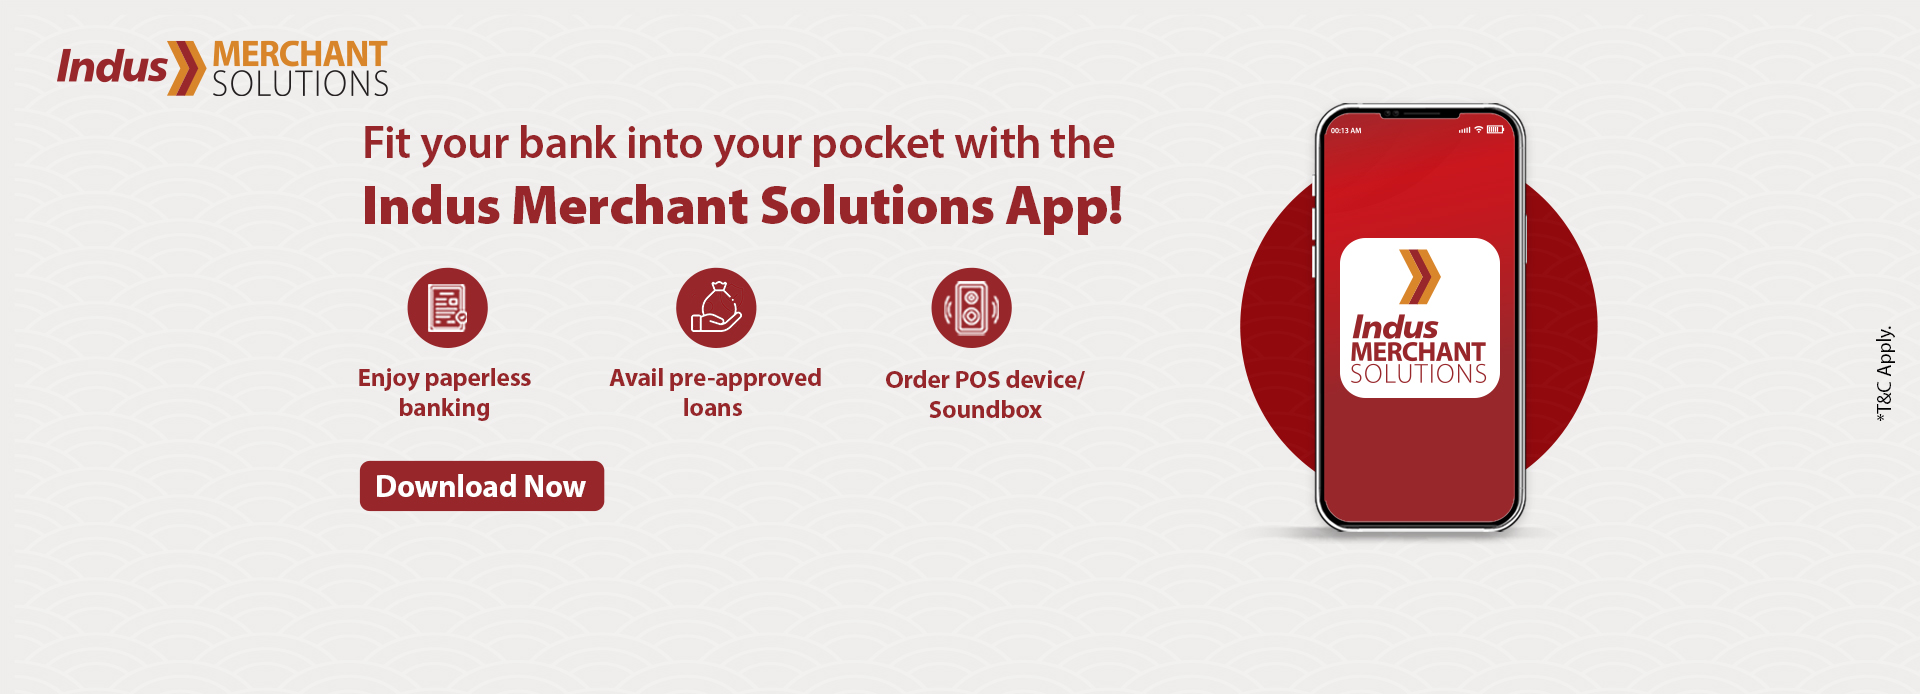 Indus MERCHANT
SOLUTIONS
Fit your bank into your pocket with the
Indus Merchant Solutions App!
Enjoy paperless
banking
Avail pre-approved
loans
Order POS device/
Soundbox
Download Now
00:13 AM
Indus
MERCHANT
SOLUTIONS
*T&C Apply.